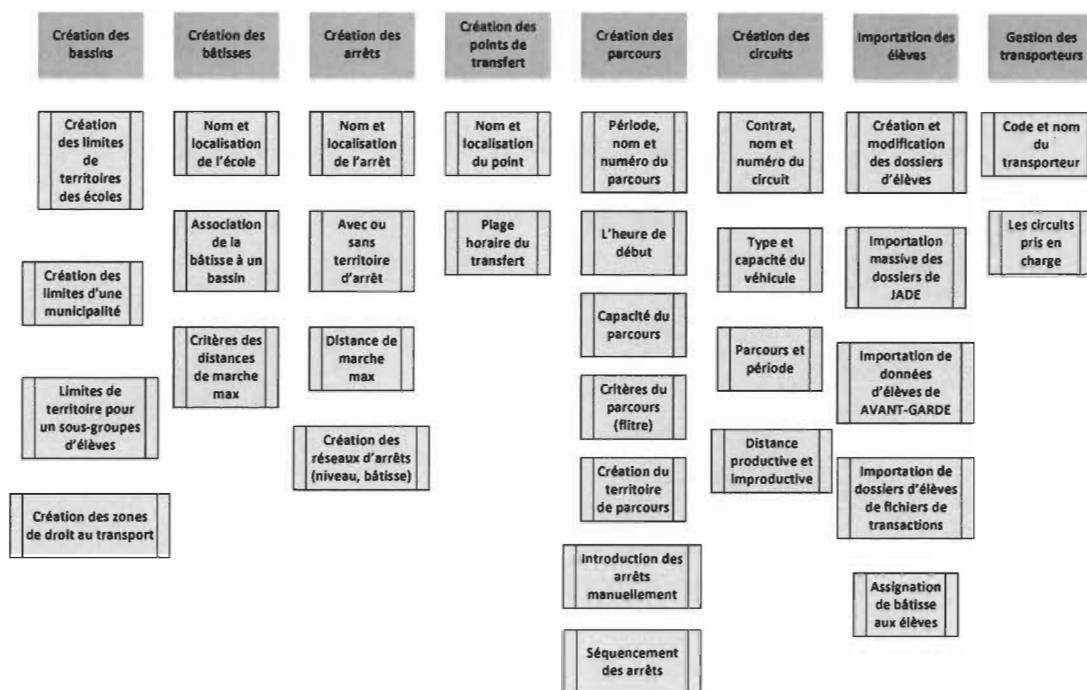 Création des
bassins
Création des
bâtisses
Création des
arrêts
Création des
points de
transfert
Création des
parcours
Création des
circuits
Importation des
élèves
Gestion des
transporteurs
Création
des limites
de
territoires
des écoles
Création des
limites d'une
municipalité
Limites de
territoire pour
un sous-groupes
d'élèves
Création des zones
de droit au transport
Nom et
localisation
de l'école
Association
de la
bâtisse à un
bassin
Critères des
distances
de marche
max
Nom et
localisation
de l'arrêt
Avec ou
sans
territoire
d'arrêt
Distance de
marche
max
Création des
réseaux d'arrêts
(niveau, bâtisse)
Nom et
localisation
du point
Plage
horaire du
transfert
Période,
nom et
numéro du
parcours
L'heure de
début
Capacité du
parcours
Critères du
parcours
(flitre)
Création du
territoire
de parcours
Introduction des
arrêts
manuellement
Séquencement
des arrêts
Contrat,
nom et
numéro du
circuit
Type et
capacité du
véhicule
Parcours et
période
Distance
productive et
improductive
Création et
modification
des dossiers
d'élèves
Importation
massive des
dossiers de
JADE
Importation de
données
d'élèves de
AVANT-GARDE
Importation de
dossiers d'élèves
de fichiers de
transactions
Assignation
de bâtisse
aux élèves
Code et nom
du
transporteur
Les circuits
pris en
charge